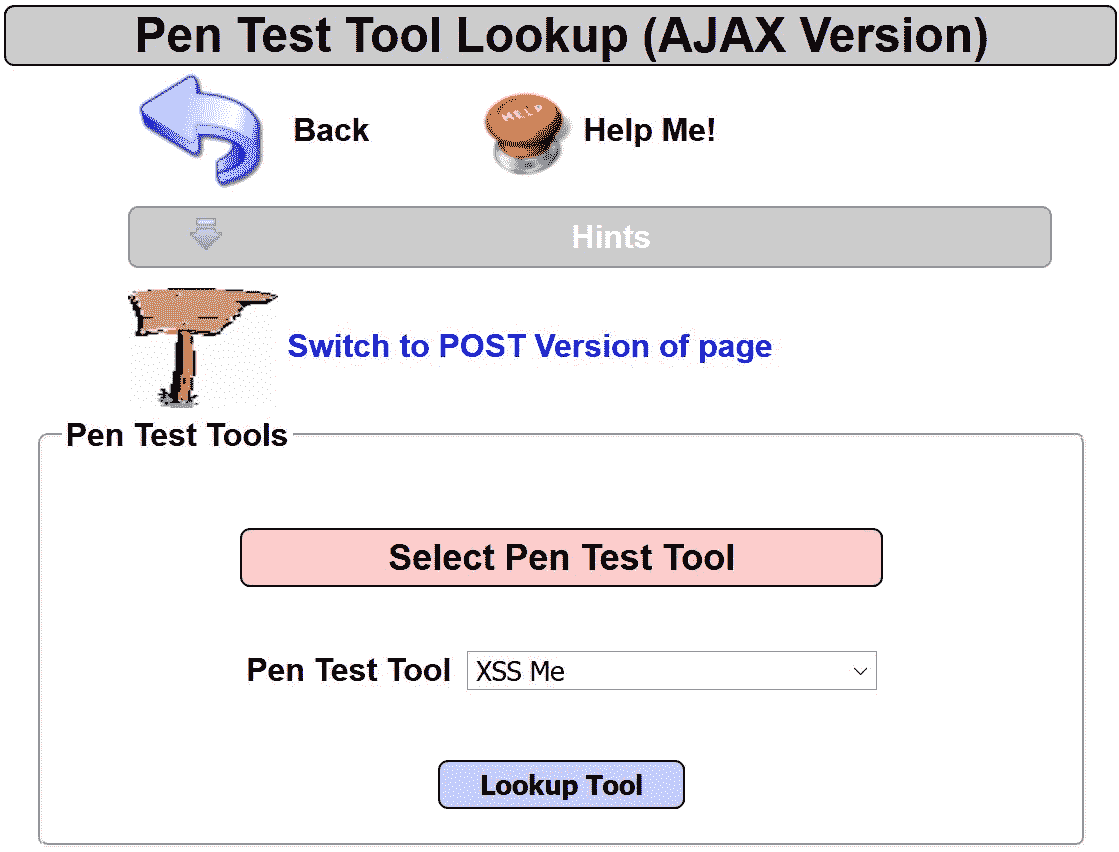 Pen Test Tool Lookup (AJAX Version)
Back
HELP
Help Me!
Hints
Switch to POST Version of page
Pen Test Tools
Select Pen Test Tool
Pen Test Tool
XSS Me
Lookup Tool